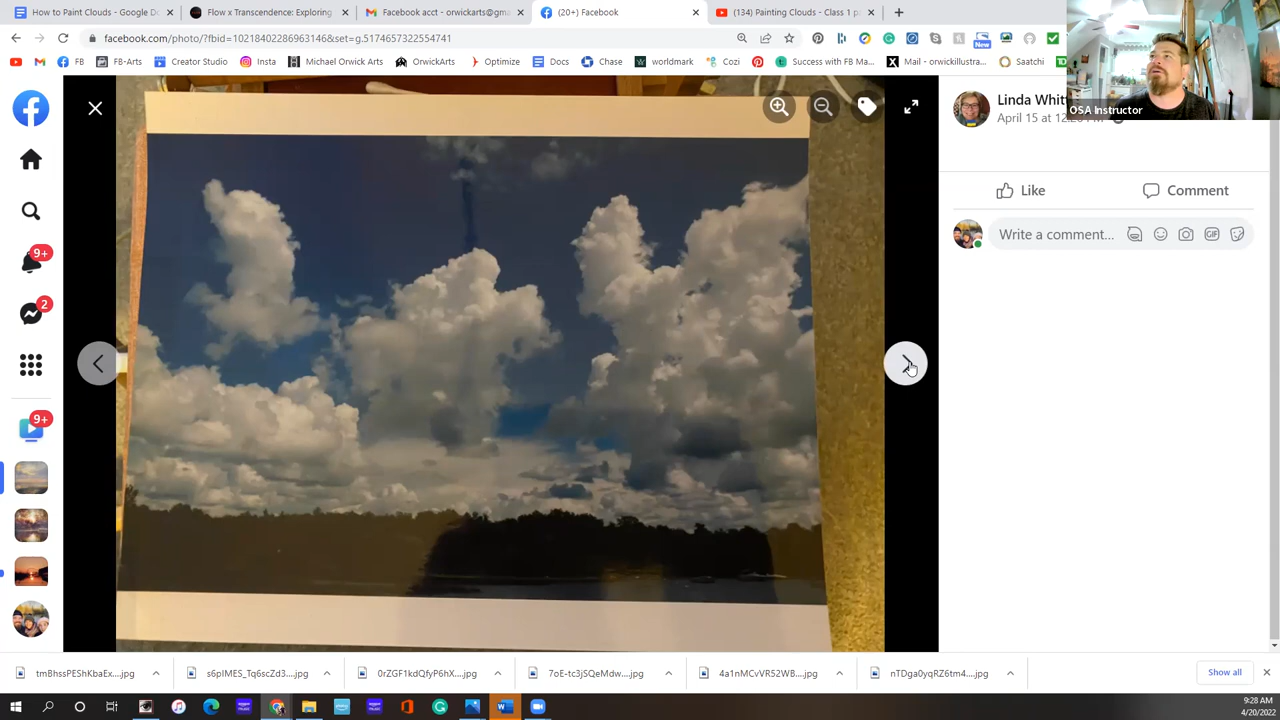 How to Paint Clouds - Google D
Flow x Transcendence: Exploring
Facebook acct - orwickarts@gma
(20+) Facebook
(134) Painting Clouds - Class 1 p
facebook.com/photo/?fbid=10218402286963146&set=g.5174657322554741
New
FB
FB-Arts
Creator Studio
Insta
Michael Orwick Arts
OrwickArts
Optimize
Docs
Chase
worldmark
Cozi
Success with FB Ma...
Mail - orwickillustra...
Saatchi
OSA Instructor
Linda Whit
April 15 at
Like
Comment
Write a comment...
GIF
9+
2
9+
tmBhssPEShKbaEx....jpg
s6pIMES_Tq6scZd3....jpg
0rZGF1kdQfyP6hX....jpg
7oE-tc3jSQeMdw....jpg
4a1nMCvVR52WB....jpg
nTDga0yqRZ6tm4....jpg
Show all
9:28 AM
4/20/2022